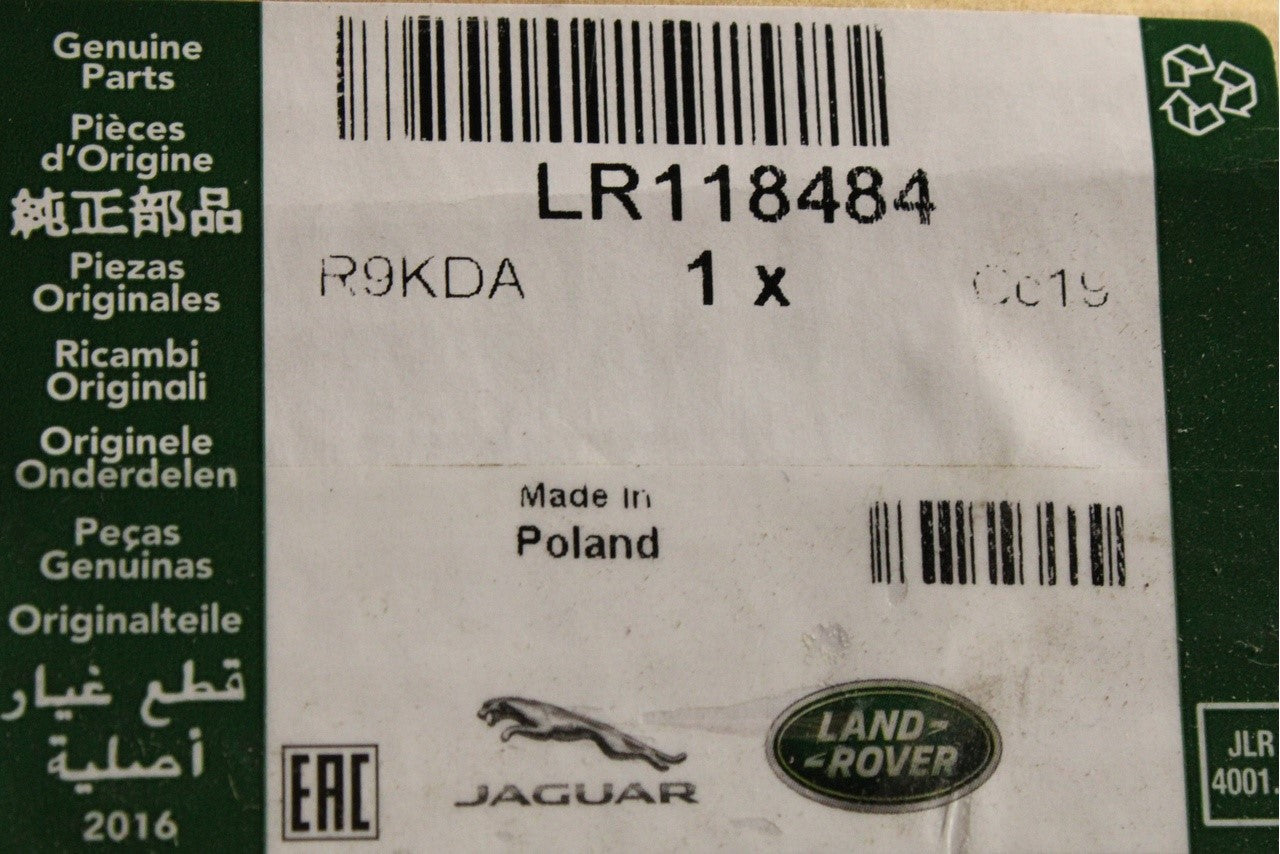 Genuine
Parts
Pièces
d'Origine
純正部品
Piezas
Originales
Ricambi
Originali
Originele
Onderdelen
Peças
Genuinas
Originalteile
قطع غيار
أصلية
2016
LR118484
R9KDA
1 x
Made In
Poland
EAC
JAGUAR
LAND-
-ROVER
JLR
4001.